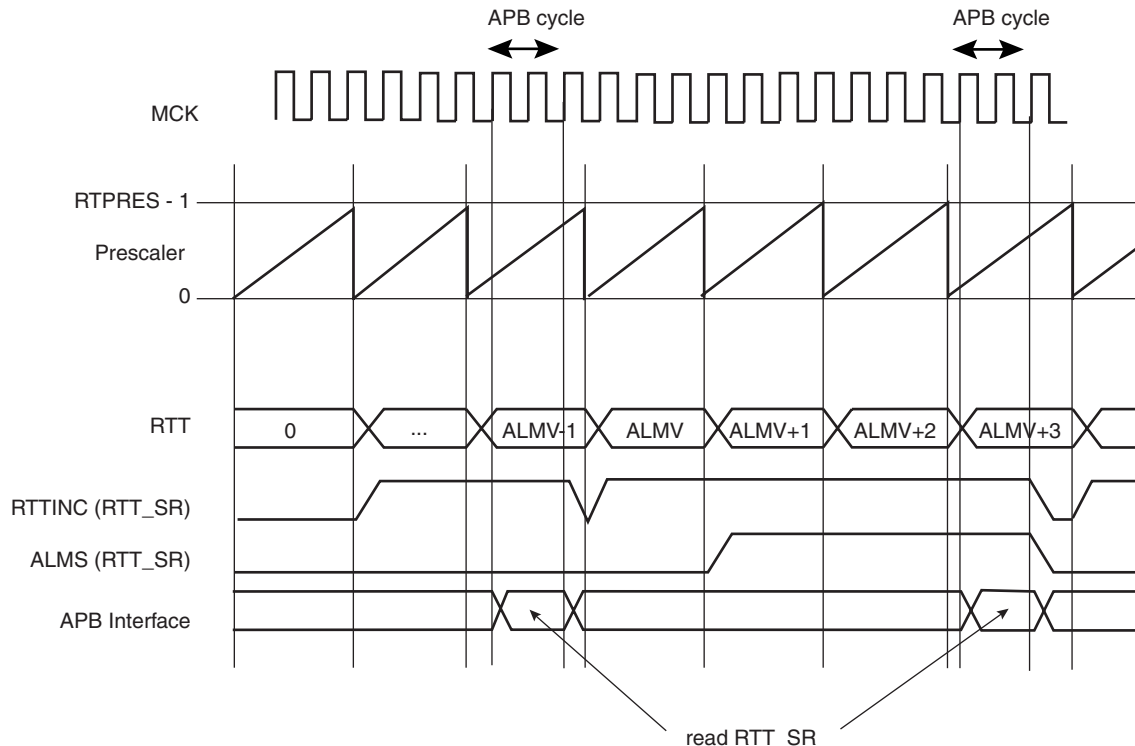 APB cycle APB cycle
MCK
RTPRES - 1
Prescaler
0
RTT 0 ... ALMV-1 ALMV ALMV+1 ALMV+2 ALMV+3
RTTINC (RTT_SR)
ALMS (RTT_SR)
APB Interface
read RTT_SR